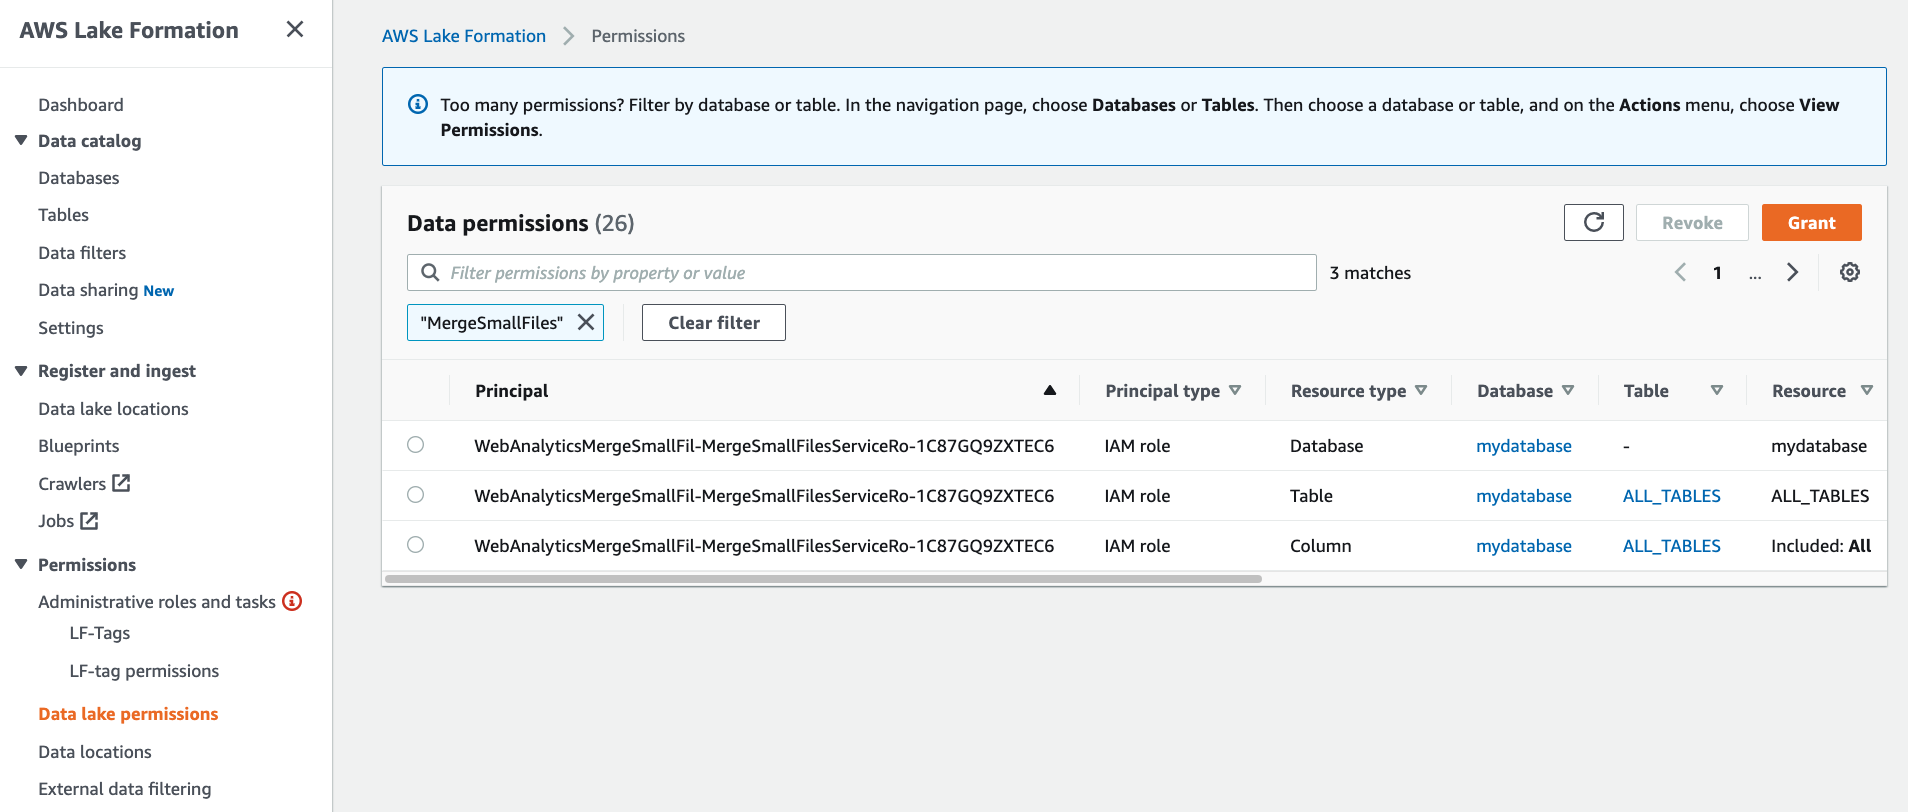 AWS Lake Formation
Dashboard
Data catalog
Databases
Tables
Data filters
Data sharing New
Settings
Register and ingest
Data lake locations
Blueprints
Crawlers
Jobs
Permissions
Administrative roles and tasks
LF-Tags
LF-tag permissions
Data lake permissions
Data locations
External data filtering
AWS Lake Formation Permissions
Too many permissions? Filter by database or table. In the navigation page, choose Databases or Tables. Then choose a database or table, and on the Actions menu, choose View
Permissions.
Data permissions (26) Revoke Grant
Filter permissions by property or value 3 matches 1 ...
"MergeSmallFiles" Clear filter
Principal Principal type Resource type Database Table Resource
WebAnalyticsMergeSmallFil-MergeSmallFilesServiceRo-1C87GQ9ZXTEC6 IAM role Database mydatabase - mydatabase
WebAnalyticsMergeSmallFil-MergeSmallFilesServiceRo-1C87GQ9ZXTEC6 IAM role Table mydatabase ALL_TABLES ALL_TABLES
WebAnalyticsMergeSmallFil-MergeSmallFilesServiceRo-1C87GQ9ZXTEC6 IAM role Column mydatabase ALL_TABLES Included: All